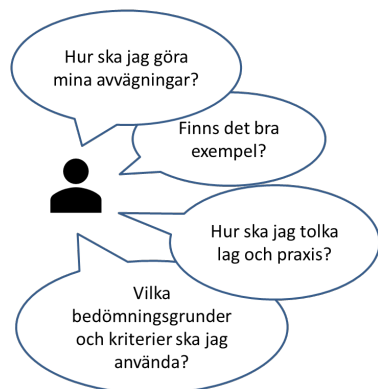 Hur ska jag göra
mina avvägningar?
Finns det bra
exempel?
Hur ska jag tolka
lag och praxis?
Vilka
bedömningsgrunder
och kriterier ska jag
använda?